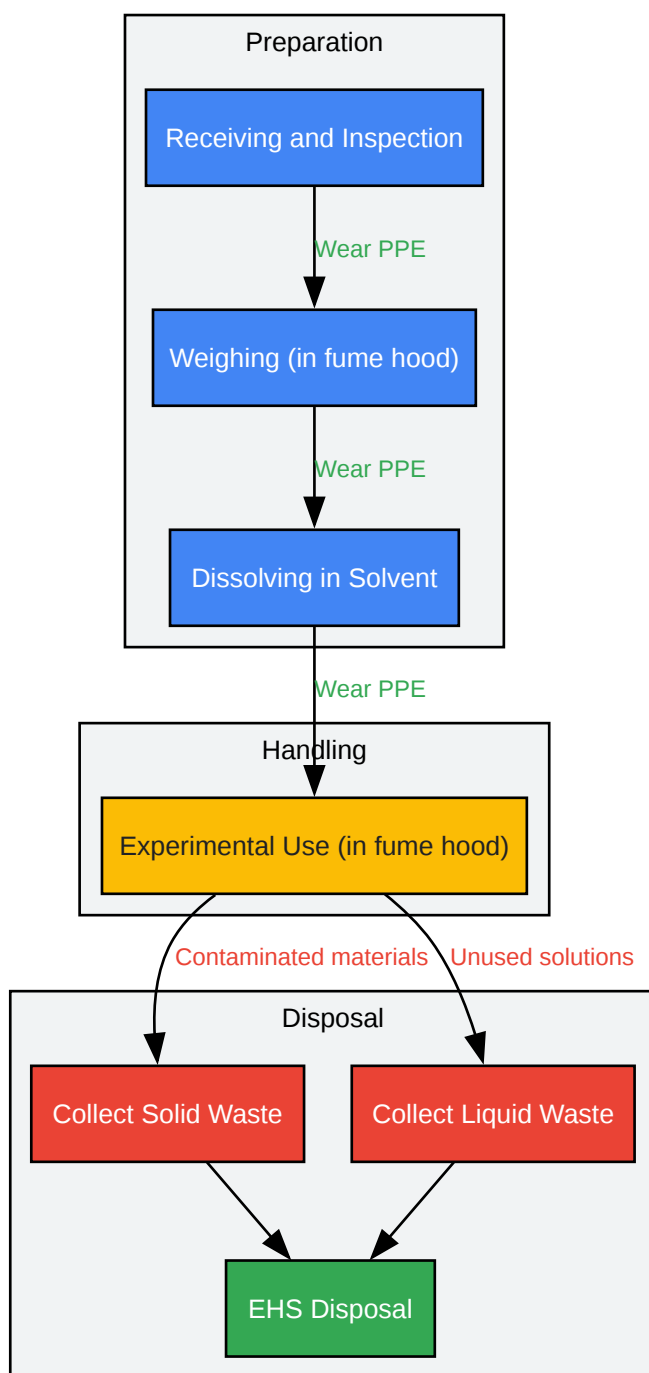 Preparation
Receiving and Inspection
Wear PPE
Weighing (in fume hood)
Wear PPE
Dissolving in Solvent
Wear PPE
Handling
Experimental Use (in fume hood)
Contaminated materials
Unused solutions
Disposal
Collect Solid Waste
Collect Liquid Waste
EHS Disposal